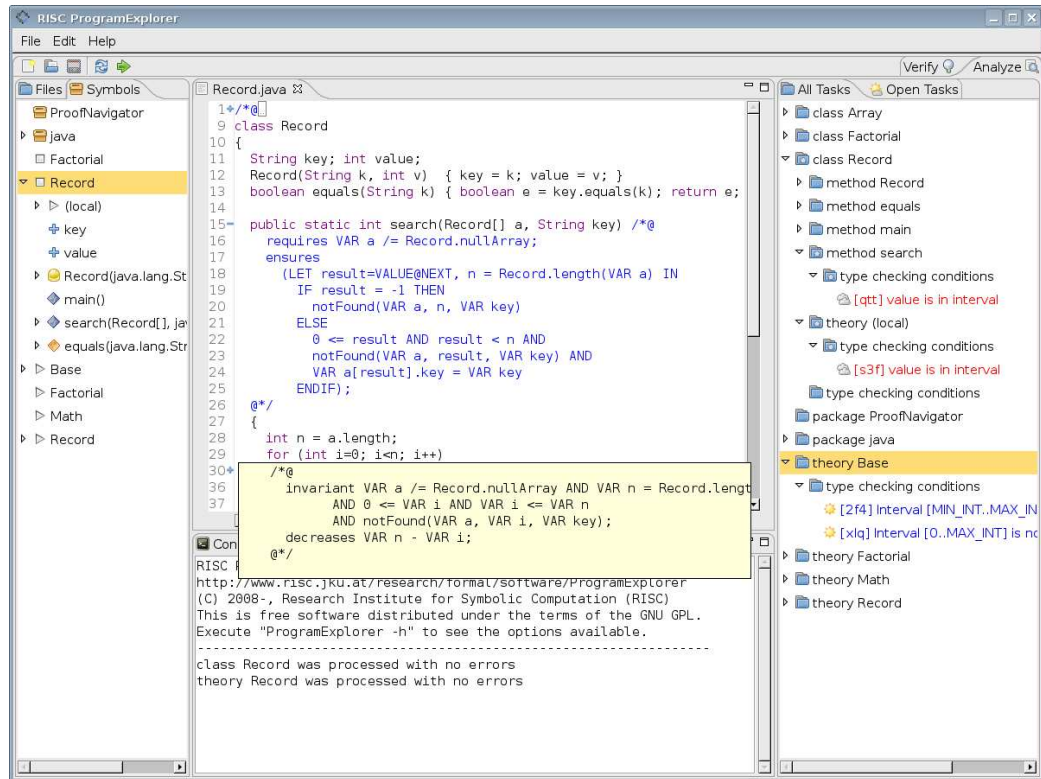 RISC ProgramExplorer
File Edit Help
Verify Analyze
Files Symbols
ProofNavigator
java
Factorial
Record
(local)
key
value
Record(java.lang.St
main()
search(Record[], ja
equals(java.lang.Str
Base
Factorial
Math
Record
Record.java
1 /*@
9 class Record
10 {
11 String key; int value;
12 Record(String k, int v) { key = k; value = v; }
13 boolean equals(String k) { boolean e = key.equals(k); return e;
14
15 public static int search(Record[] a, String key) /*@
16 requires VAR a /= Record.nullArray;
17 ensures
18 (LET result=VALUE@NEXT, n = Record.length(VAR a) IN
19 IF result = -1 THEN
20 notFound(VAR a, n, VAR key)
21 ELSE
22 0 <= result AND result < n AND
23 notFound(VAR a, result, VAR key) AND
24 VAR a[result].key = VAR key
25 ENDIF);
26 @*/
27 {
28 int n = a.length;
29 for (int i=0; i<n; i++)
30 /*@
36 invariant VAR a /= Record.nullArray AND VAR n = Record.lengt
37 AND 0 <= VAR i AND VAR i <= VAR n
AND notFound(VAR a, VAR i, VAR key);
decreases VAR n - VAR i;
@*/
Con
RISC
http://www.risc.jku.at/research/formal/software/ProgramExplorer
(C) 2008-, Research Institute for Symbolic Computation (RISC)
This is free software distributed under the terms of the GNU GPL.
Execute "ProgramExplorer -h" to see the options available.
------------------------------------------------------------------
class Record was processed with no errors
theory Record was processed with no errors
All Tasks Open Tasks
class Array
class Factorial
class Record
method Record
method equals
method main
method search
type checking conditions
[qtt] value is in interval
theory (local)
type checking conditions
[s3f] value is in interval
type checking conditions
package ProofNavigator
package java
theory Base
type checking conditions
[2f4] Interval [MIN_INT..MAX_IN
[xlq] Interval [0..MAX_INT] is no
theory Factorial
theory Math
theory Record